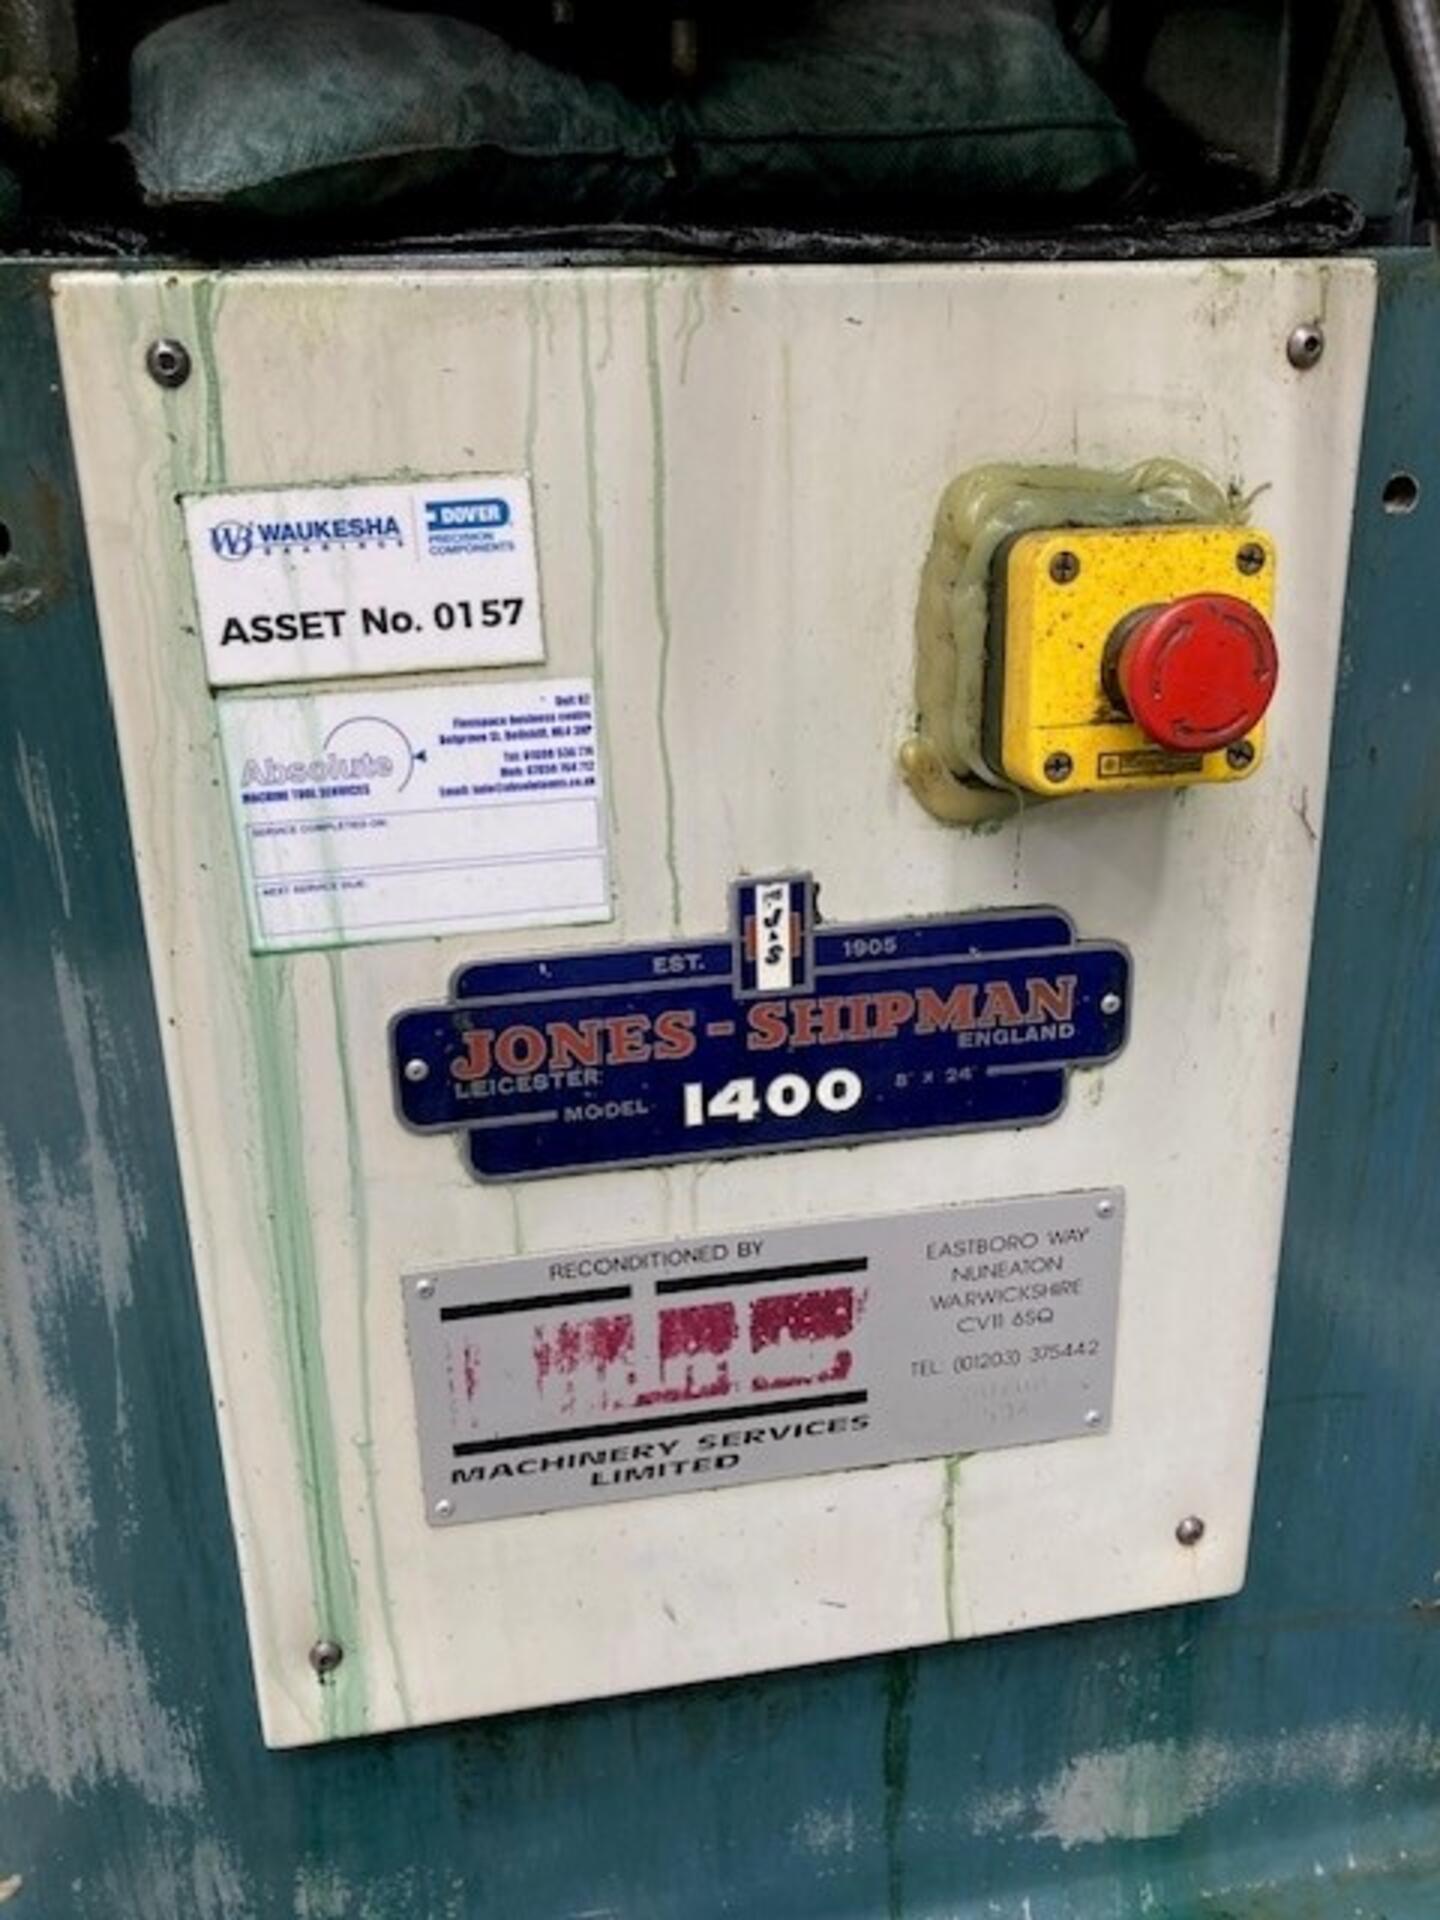 WB WAUKESHA
BEARINGS
DOVER
PRECISION
COMPONENTS
ASSET No. 0157
Absolute
MACHINE TOOL SERVICES
SERVICE COMPLETED ON:
NEXT SERVICE DUE:
J&S
EST. 1905
JONES-SHIPMAN
LEICESTER ENGLAND
MODEL 1400 8" X 24"
RECONDITIONED BY
MACHINERY SERVICES
LIMITED
EASTBORO WAY
NUNEATON
WARWICKSHIRE
CV11 6SQ
TEL. (01203) 375442